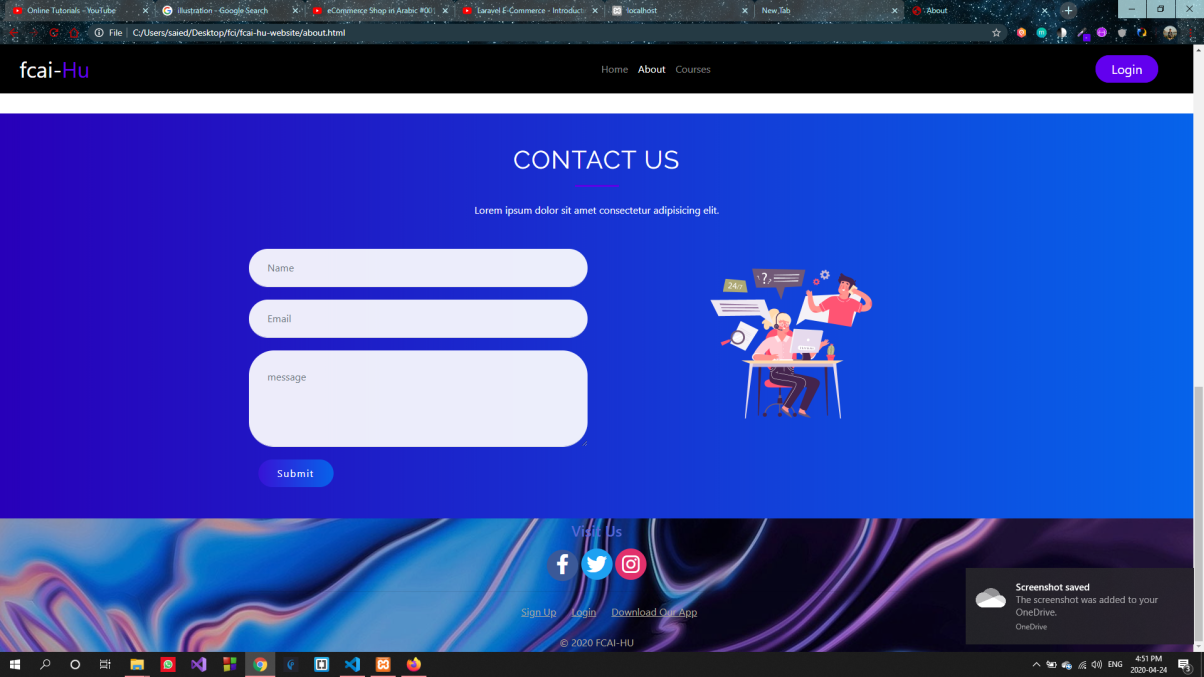 Online Tutorials - YouTube
illustration - Google Search
eCommerce Shop in Arabic #00
Laravel E-Commerce - Introduct
localhost
New Tab
About
File
C:/Users/saied/Desktop/fci/fcai-hu-website/about.html
fcai-Hu
Home About Courses
Login
CONTACT US
Lorem ipsum dolor sit amet consectetur adipisicing elit.
Name
Email
message
Submit
24/7
?
Visit Us
Sign Up Login Download Our App
© 2020 FCAI-HU
Screenshot saved
The screenshot was added to your
OneDrive.
OneDrive
ENG
4:51 PM
2020-04-24
3